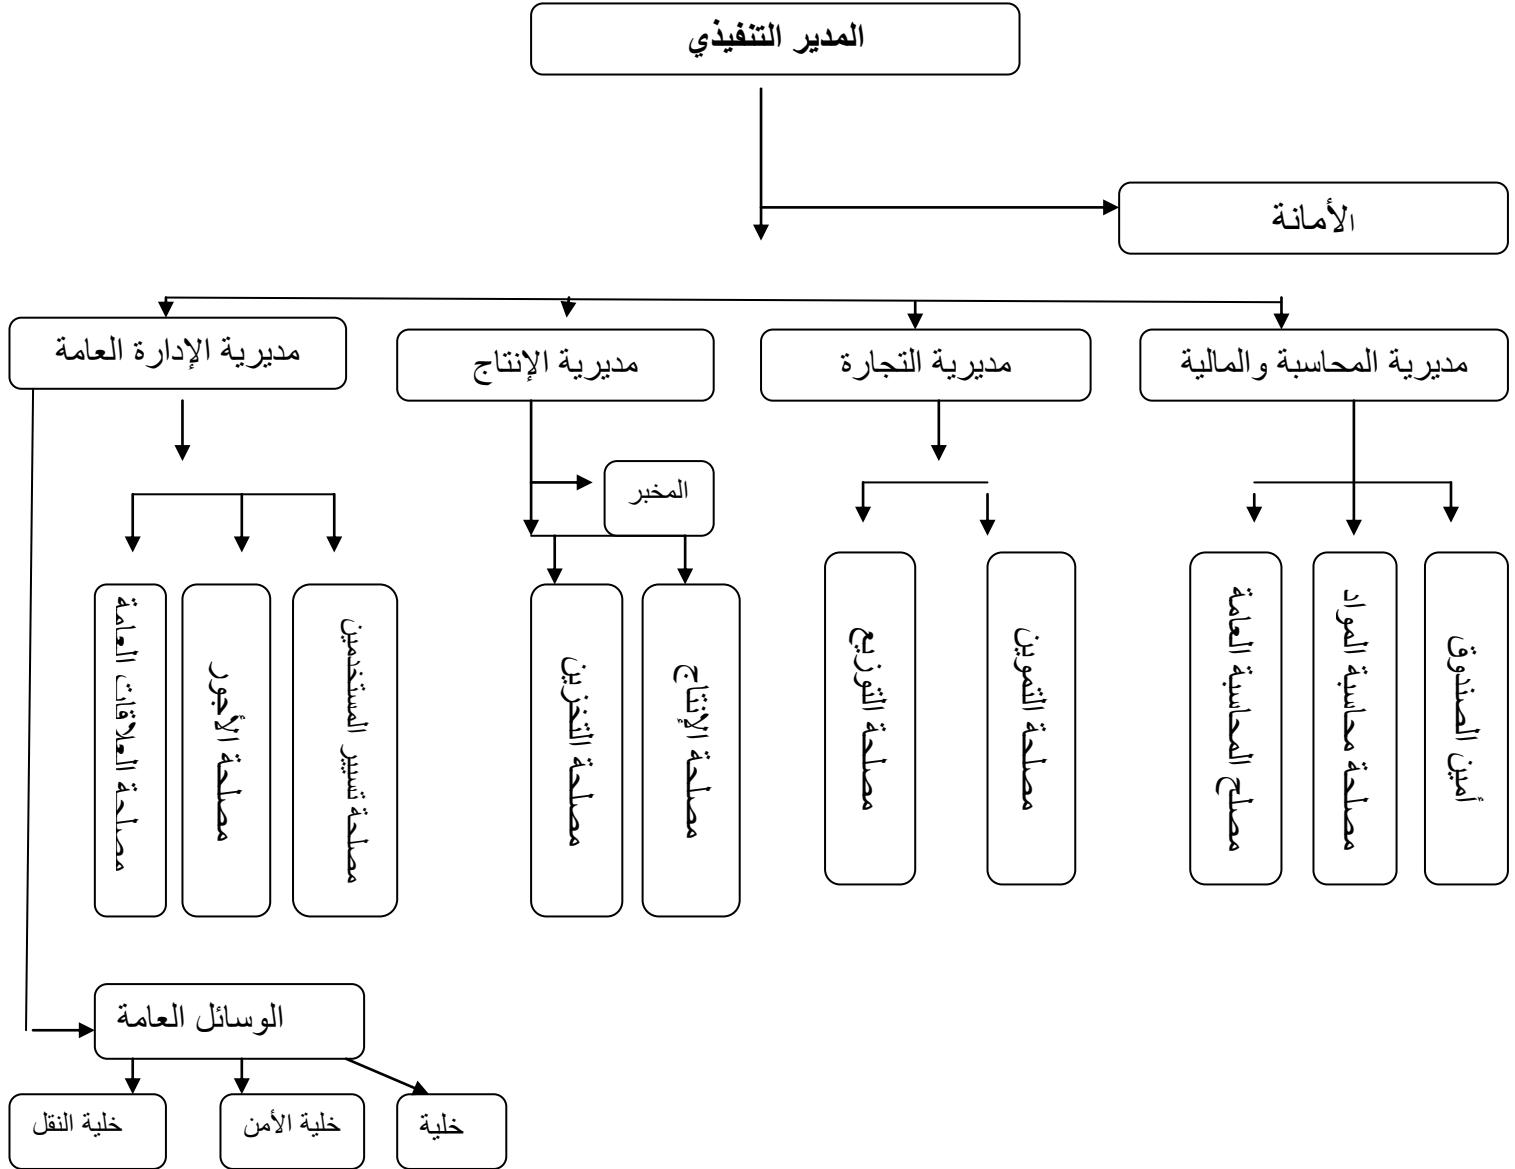 المدير التنفيذي
الأمانة
مديرية المحاسبة والمالية
مديرية التجارة
مديرية الإنتاج
مديرية الإدارة العامة
المخبر
أمين الصندوق
مصلحة محاسبة المواد
مصلح المحاسبة العامة
مصلحة التموين
مصلحة التوزيع
مصلحة الإنتاج
مصلحة التخزين
مصلحة تسيير المستخدمين
مصلحة الأجور
مصلحة العلاقات العامة
الوسائل العامة
خلية
خلية الأمن
خلية النقل